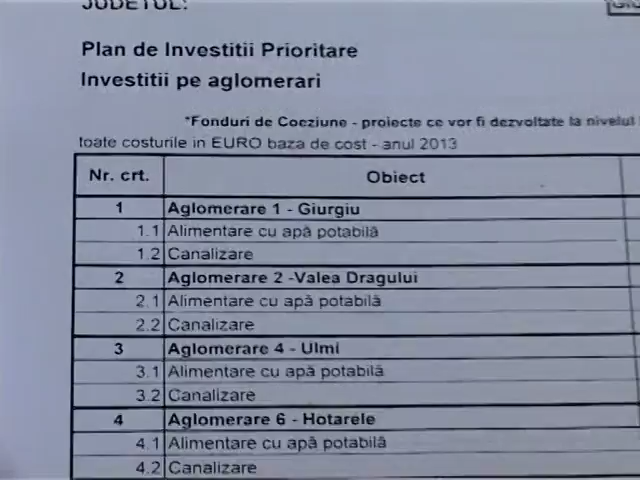 JUDETUL:
Plan de Investitii Prioritare
Investitii pe aglomerari
*Fonduri de Coeziune - proiecte ce vor fi dezvoltate la nivelul
toate costurile in EURO baza de cost - anul 2013
Nr. crt. Obiect
1 Aglomerare 1 - Giurgiu
1.1 Alimentare cu apă potabilă
1.2 Canalizare
2 Aglomerare 2 -Valea Dragului
2.1 Alimentare cu apă potabilă
2.2 Canalizare
3 Aglomerare 4 - Ulmi
3.1 Alimentare cu apă potabilă
3.2 Canalizare
4 Aglomerare 6 - Hotarele
4.1 Alimentare cu apă potabilă
4.2 Canalizare